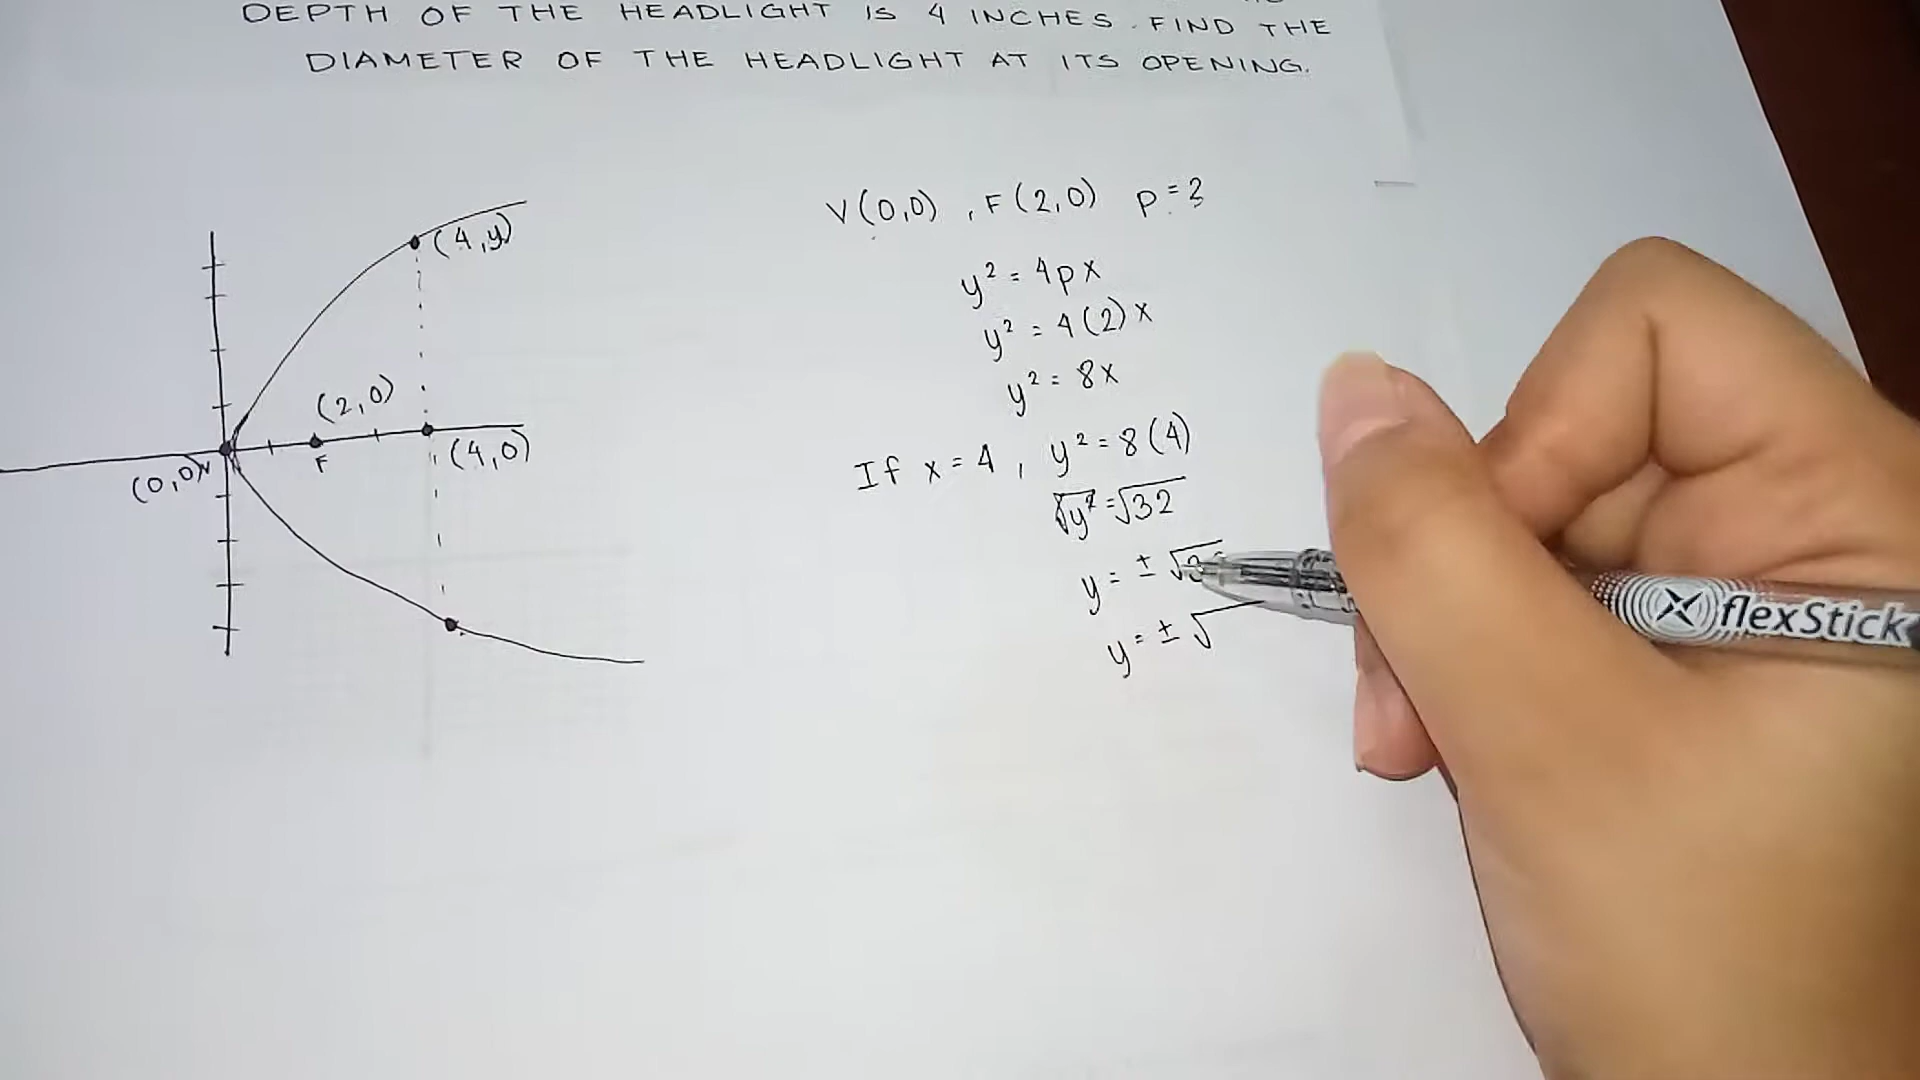 DEPTH OF THE HEADLIGHT IS 4 INCHES. FIND THE
DIAMETER OF THE HEADLIGHT AT ITS OPENING.
V(0,0), F(2,0) p=2
y² = 4px
y² = 4(2)x
y² = 8x
If x = 4, y² = 8(4)
√y² = √32
y = ± √3
y = ± √
(4,y)
(2,0)
F
(4,0)
(0,0)V
flexStick